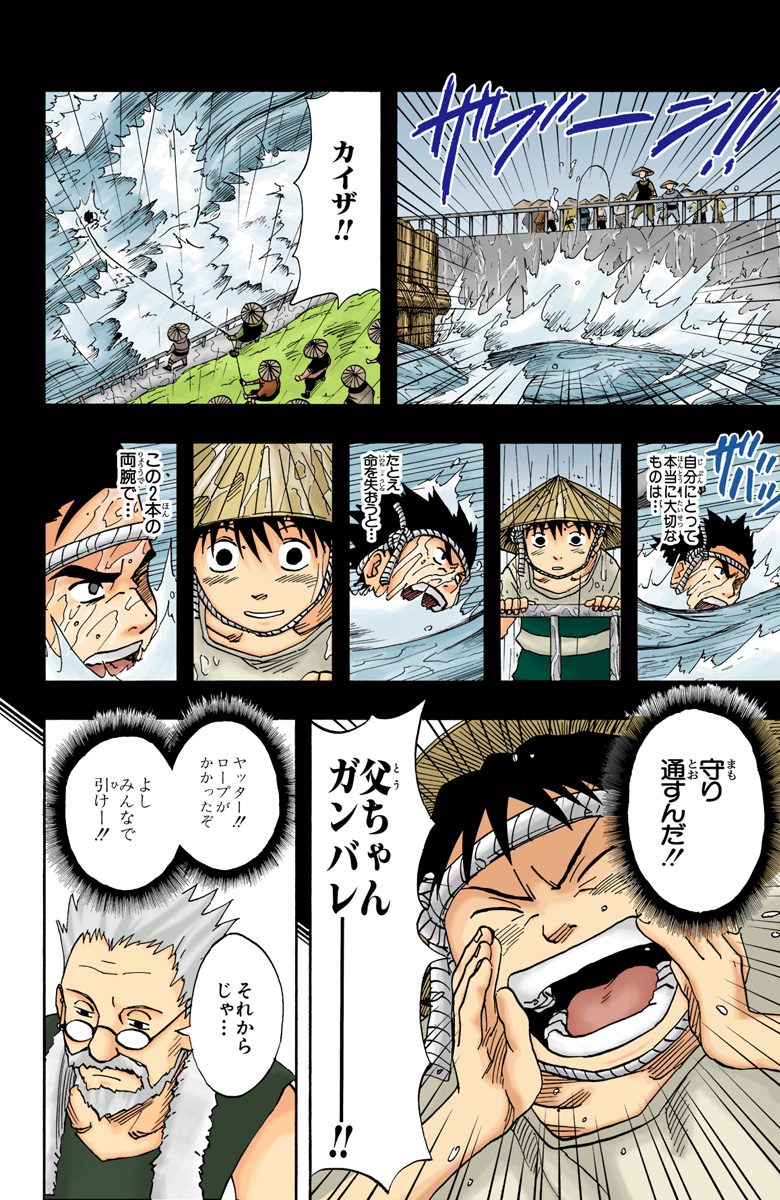 ザブーン!!
カイザ!!
ザバッ
自分にとって
本当に大切な
ものは…
たとえ
命を失おうと…
この2本の
両腕で…
守り
通すんだ!!
父ちゃん
ガンバレ――!!
ヤッター!!
ロープが
かかったぞ
よし
みんなで
引けー!!
それから
じゃ…